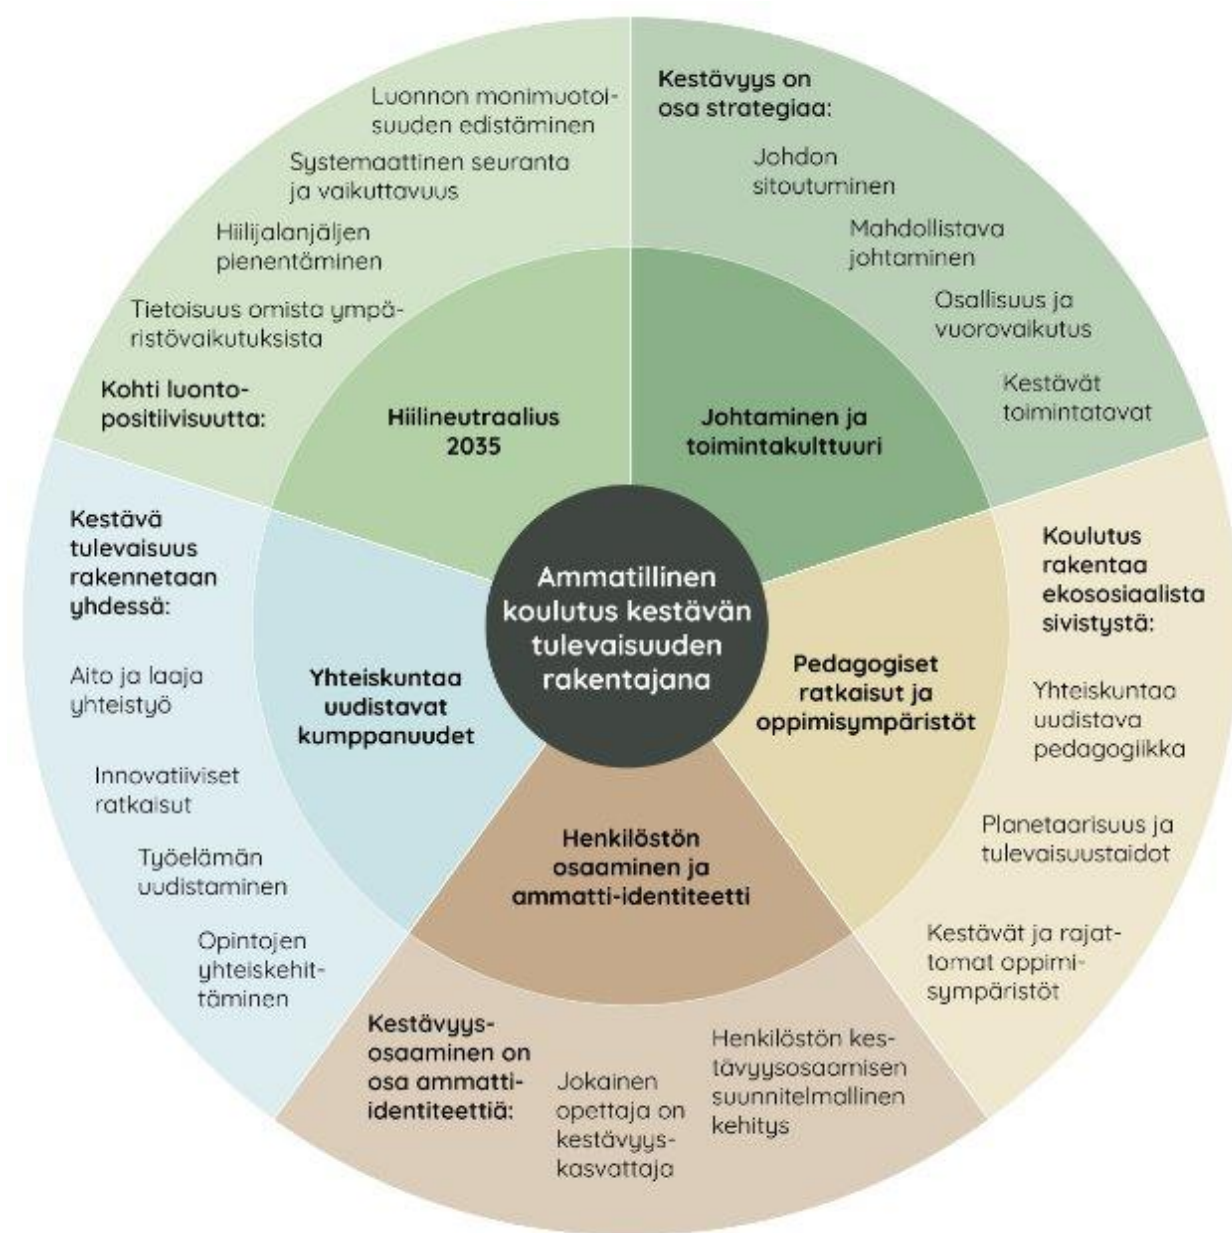 Ammatillinen
koulutus kestävän
tulevaisuuden
rakentajana
Johtaminen ja
toimintakulttuuri
Kestävyys on
osa strategiaa:
Johdon
sitoutuminen
Mahdollistava
johtaminen
Osallisuus ja
vuorovaikutus
Kestävät
toimintatavat
Pedagogiset
ratkaisut ja
oppimisympäristöt
Koulutus
rakentaa
ekososiaalista
sivistystä:
Yhteiskuntaa
uudistava
pedagogiikka
Planetaarisuus ja
tulevaisuustaidot
Kestävät ja rajat-
tomat oppimi-
sympäristöt
Henkilöstön
osaaminen ja
ammatti-identiteetti
Kestävyys-
osaaminen on
osa ammatti-
identiteettiä:
Jokainen
opettaja on
kestävyys-
kasvattaja
Henkilöstön kes-
tävyysosaamisen
suunnitelmallinen
kehitys
Yhteiskuntaa
uudistavat
kumppanuudet
Kestävä
tulevaisuus
rakennetaan
yhdessä:
Aito ja laaja
yhteistyö
Innovatiiviset
ratkaisut
Työelämän
uudistaminen
Opintojen
yhteiskehit-
täminen
Hiilineutraalius
2035
Kohti luonto-
positiivisuutta:
Tietoisuus omista ympä-
ristövaikutuksista
Hiilijalanjäljen
pienentäminen
Systemaattinen seuranta
ja vaikuttavuus
Luonnon monimuotoi-
suuden edistäminen